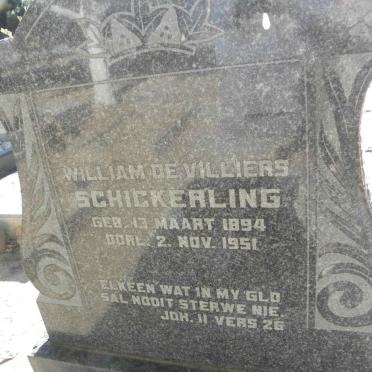 WILLIAM DE VILLIERS
SCHICKERLING
GEB. 13 MAART 1894
OORL. 2. NOV. 1951.
ELKEEN WAT IN MY GLO
SAL NOOIT STERWE NIE.
JOH. 11 VERS 26